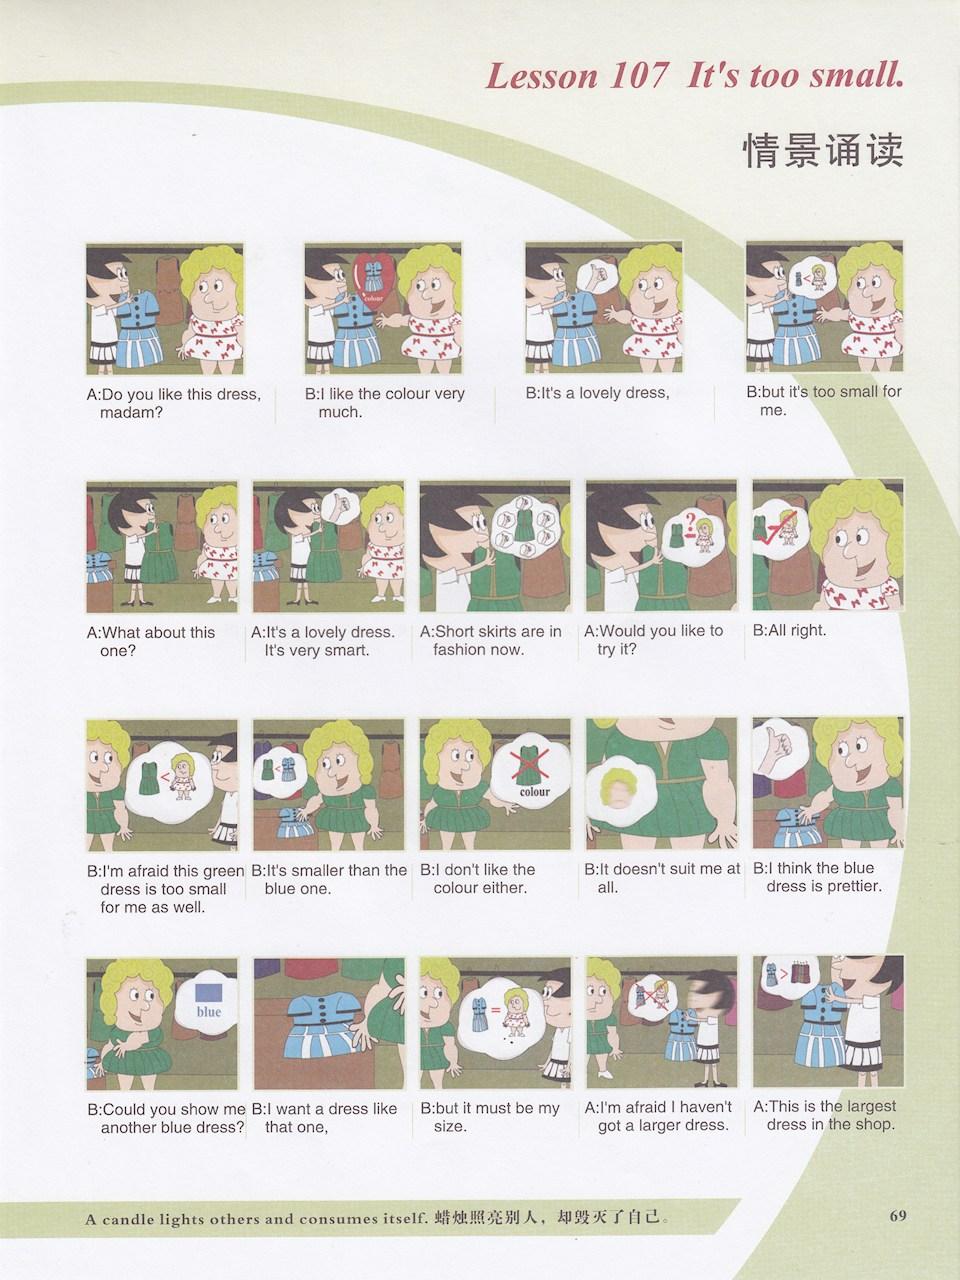 Lesson 107 It's too small.
情景诵读
colour
A:Do you like this dress,
madam?
B:I like the colour very
much.
B:It's a lovely dress,
B:but it's too small for
me.
A:What about this
one?
A:It's a lovely dress.
It's very smart.
A:Short skirts are in
fashion now.
A:Would you like to
try it?
B:All right.
colour
B:I'm afraid this green
dress is too small
for me as well.
B:It's smaller than the
blue one.
B:I don't like the
colour either.
B:It doesn't suit me at
all.
B:I think the blue
dress is prettier.
blue
B:Could you show me
another blue dress?
B:I want a dress like
that one,
B:but it must be my
size.
A:I'm afraid I haven't
got a larger dress.
A:This is the largest
dress in the shop.
A candle lights others and consumes itself. 蜡烛照亮别人，却毁灭了自己。
69